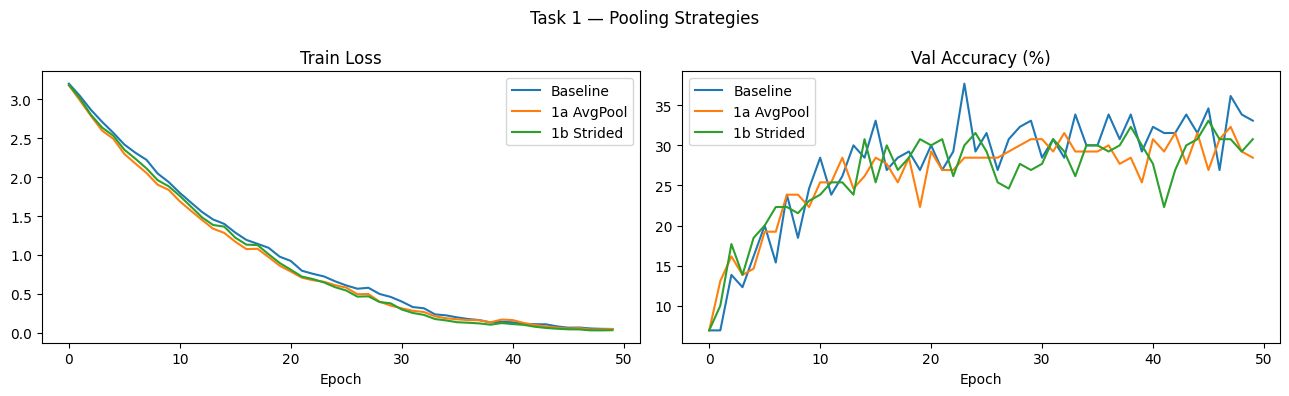 Task 1 — Pooling Strategies
Train Loss
Baseline
1a AvgPool
1b Strided
3.0
2.5
2.0
1.5
1.0
0.5
0.0
0 10 20 30 40 50
Epoch
Val Accuracy (%)
Baseline
1a AvgPool
1b Strided
35
30
25
20
15
10
0 10 20 30 40 50
Epoch